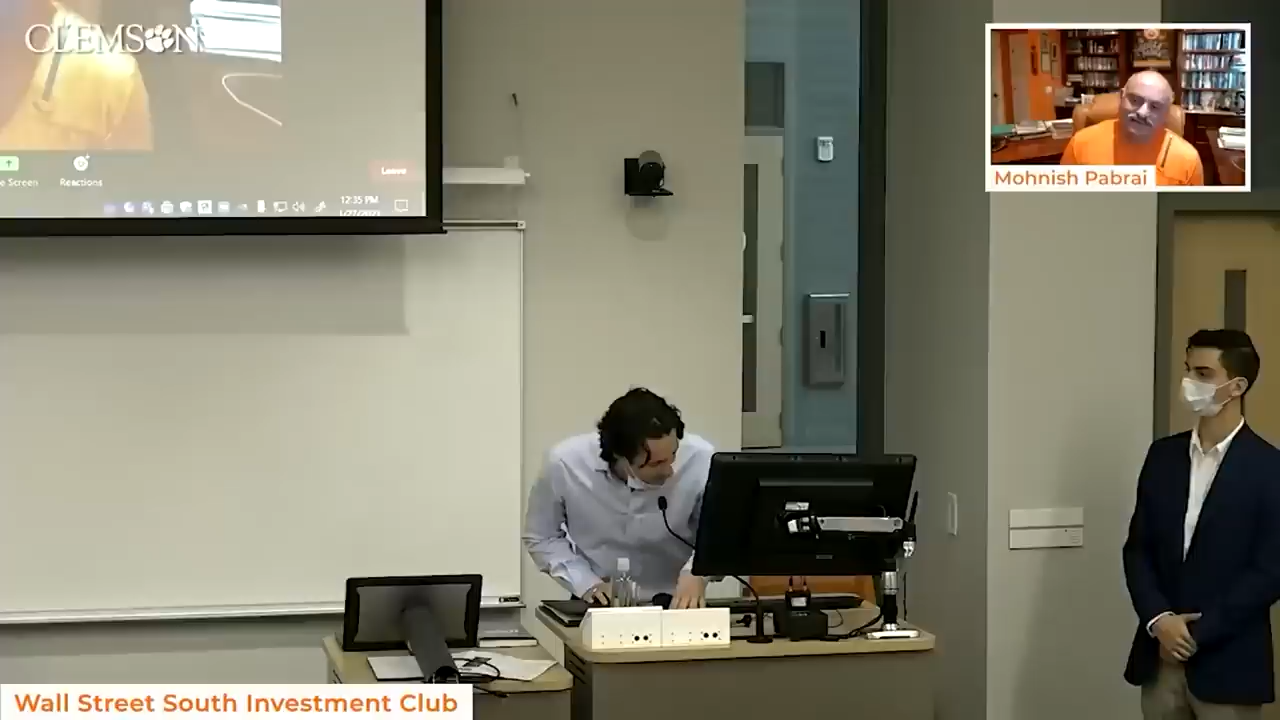 CLEMSON
Mohnish Pabrai
e Screen
Reactions
Leave
12:35 PM
Wall Street South Investment Club